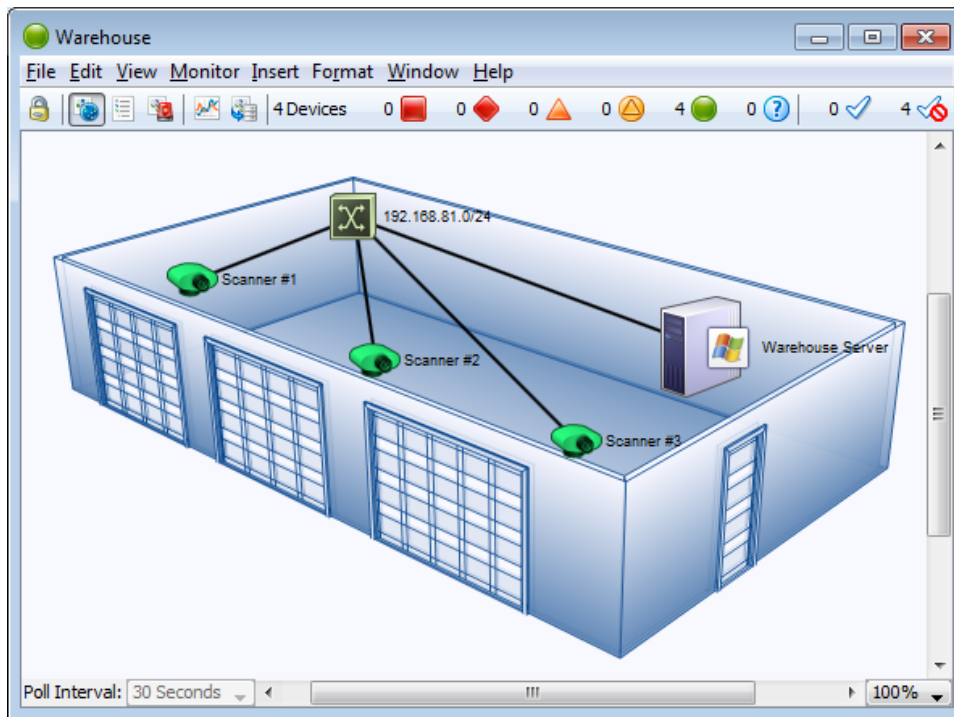 Warehouse
File Edit View Monitor Insert Format Window Help
4 Devices 0 0 0 0 4 0 ? 0 4
192.168.81.0/24
Scanner #1
Scanner #2
Warehouse Server
Scanner #3
Poll Interval: 30 Seconds 100%